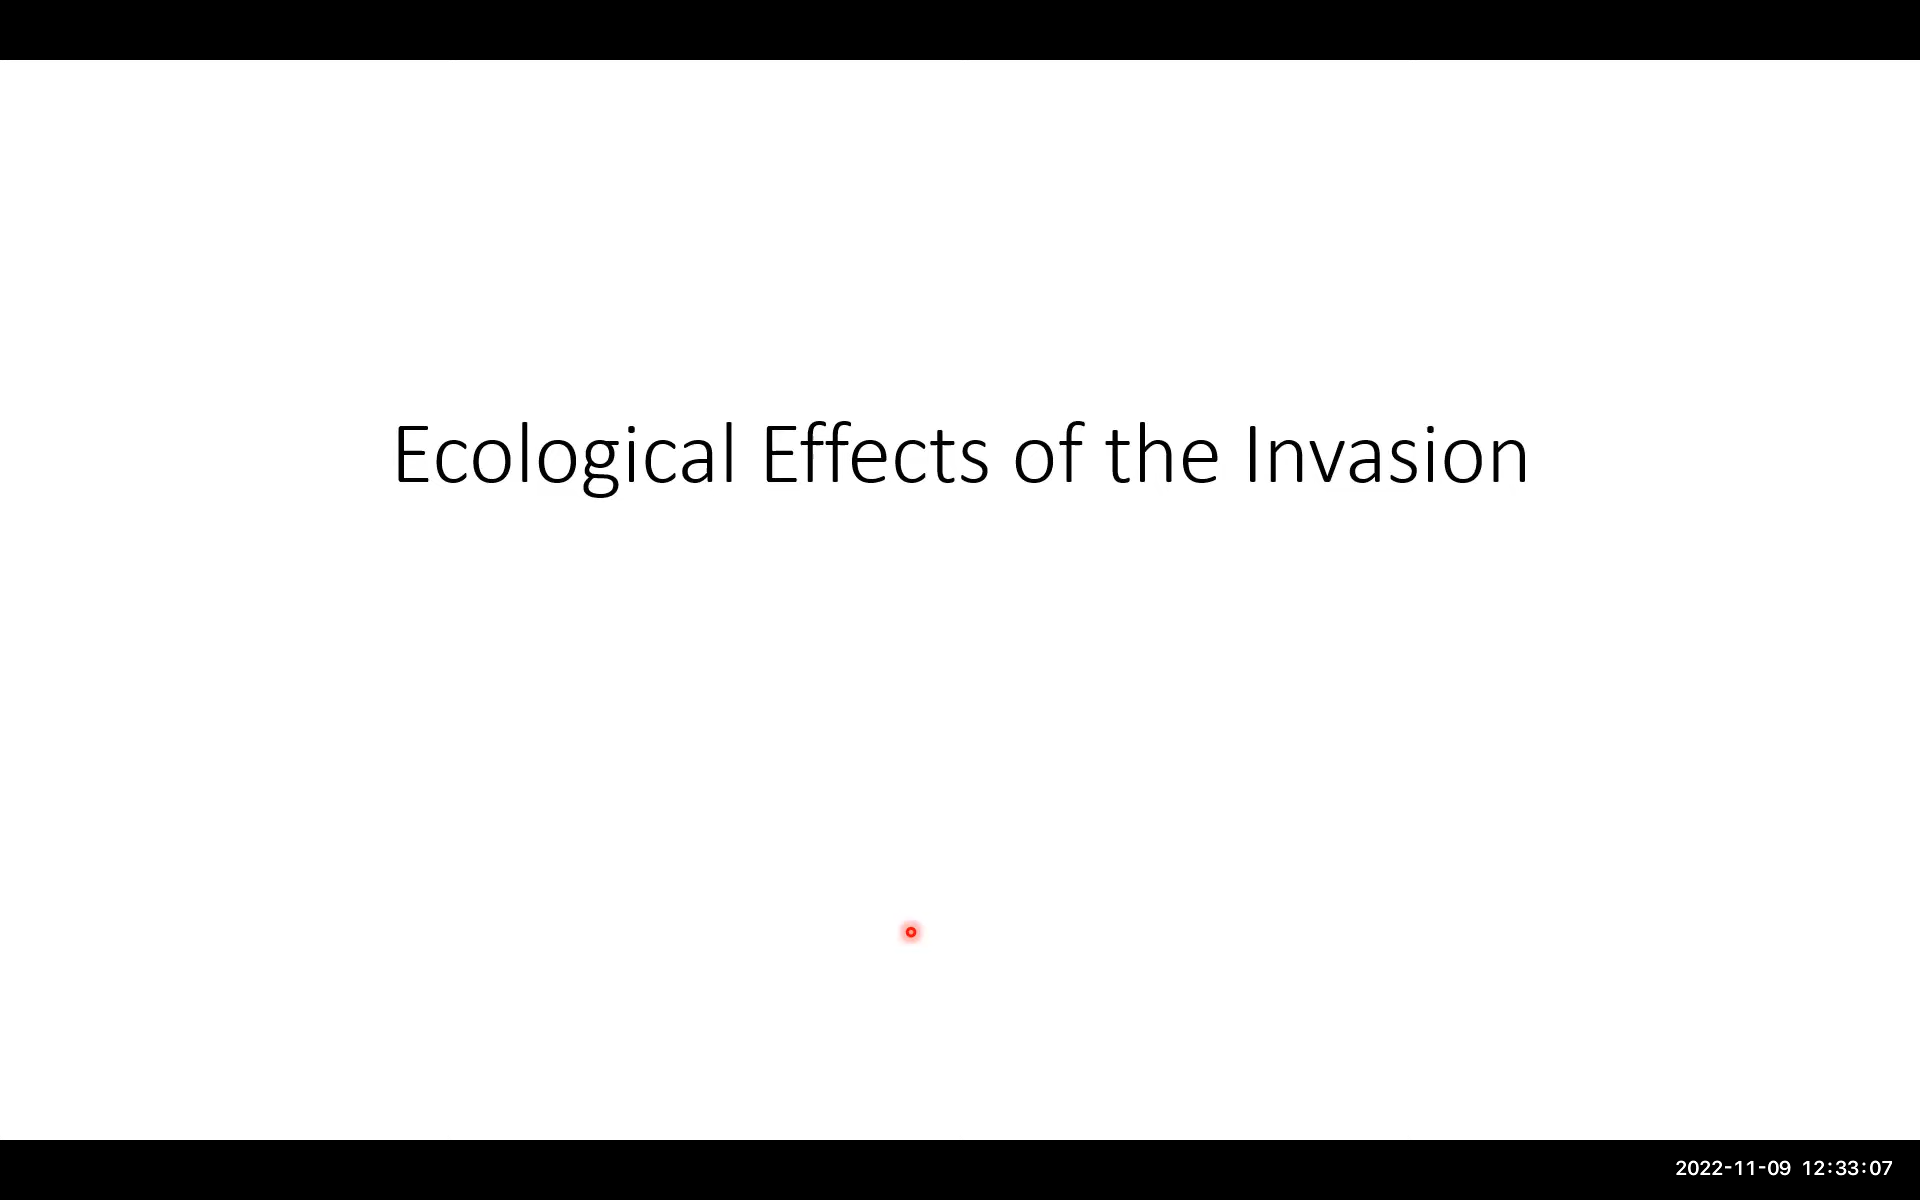 Ecological Effects of the Invasion
2022-11-09 12:33:07